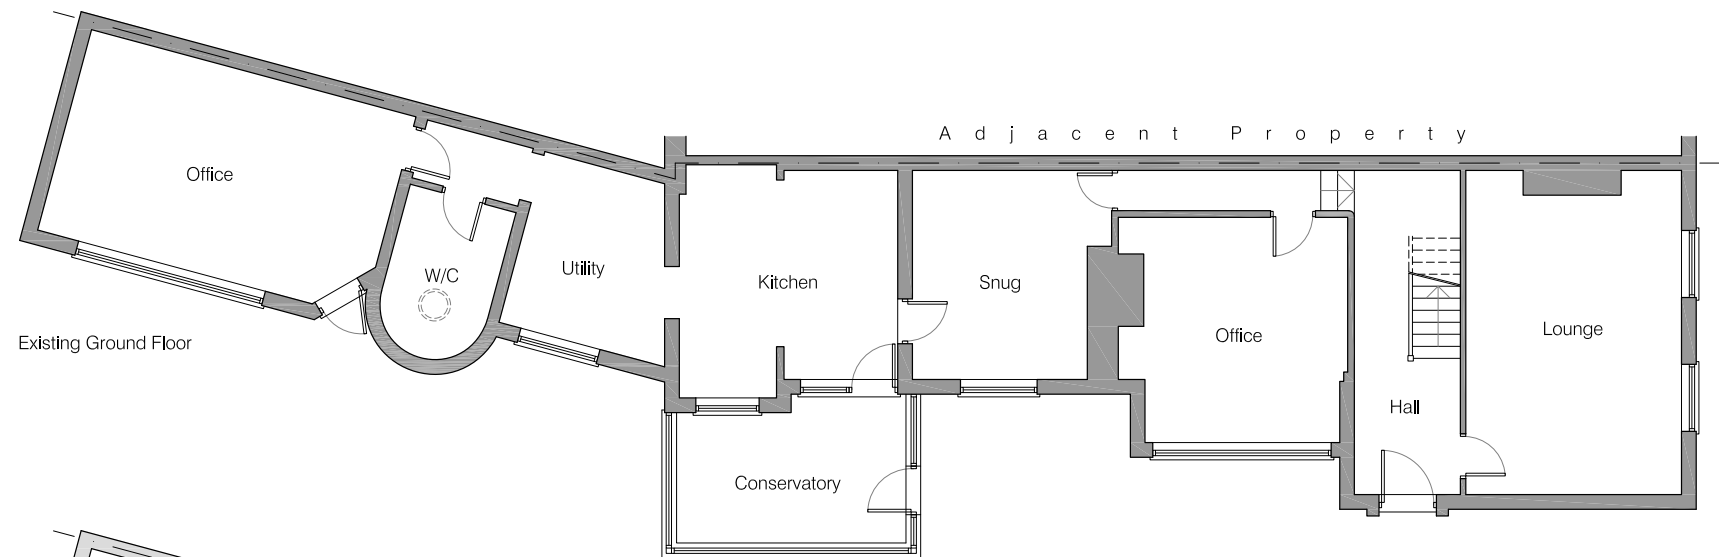 Adjacent Property
Office
W/C
Utility
Kitchen
Snug
Office
Lounge
Existing Ground Floor
Hall
Conservatory